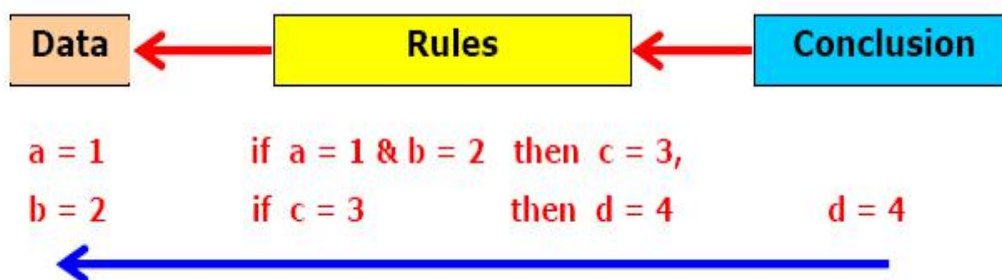 Data Rules Conclusion
a = 1 if a = 1 & b = 2 then c = 3,
b = 2 if c = 3 then d = 4 d = 4